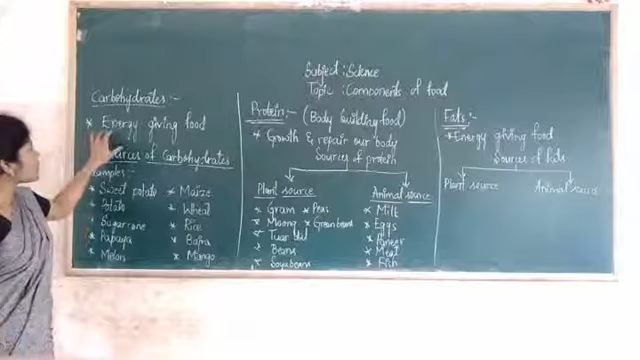 Subject : Science
Topic : Components of food
Carbohydrates :-
* Energy giving food
Sources of Carbohydrates
* Sweet potato * Maize
* Potato * Wheat
* Sugarcane * Rice
* Papaya * Bajra
* Melon * Mango
Protein :- (Body building food)
* Growth & repair our body
Sources of protein
Plant source
* Gram * Peas
* Moong * Green beans
* Tuar dal
* Beans
* Soyabeans
Animal source
* Milk
* Eggs
* Paneer
* Meat
* Fish
Fats :-
* Energy giving food
Sources of fats
Plant source Animal source